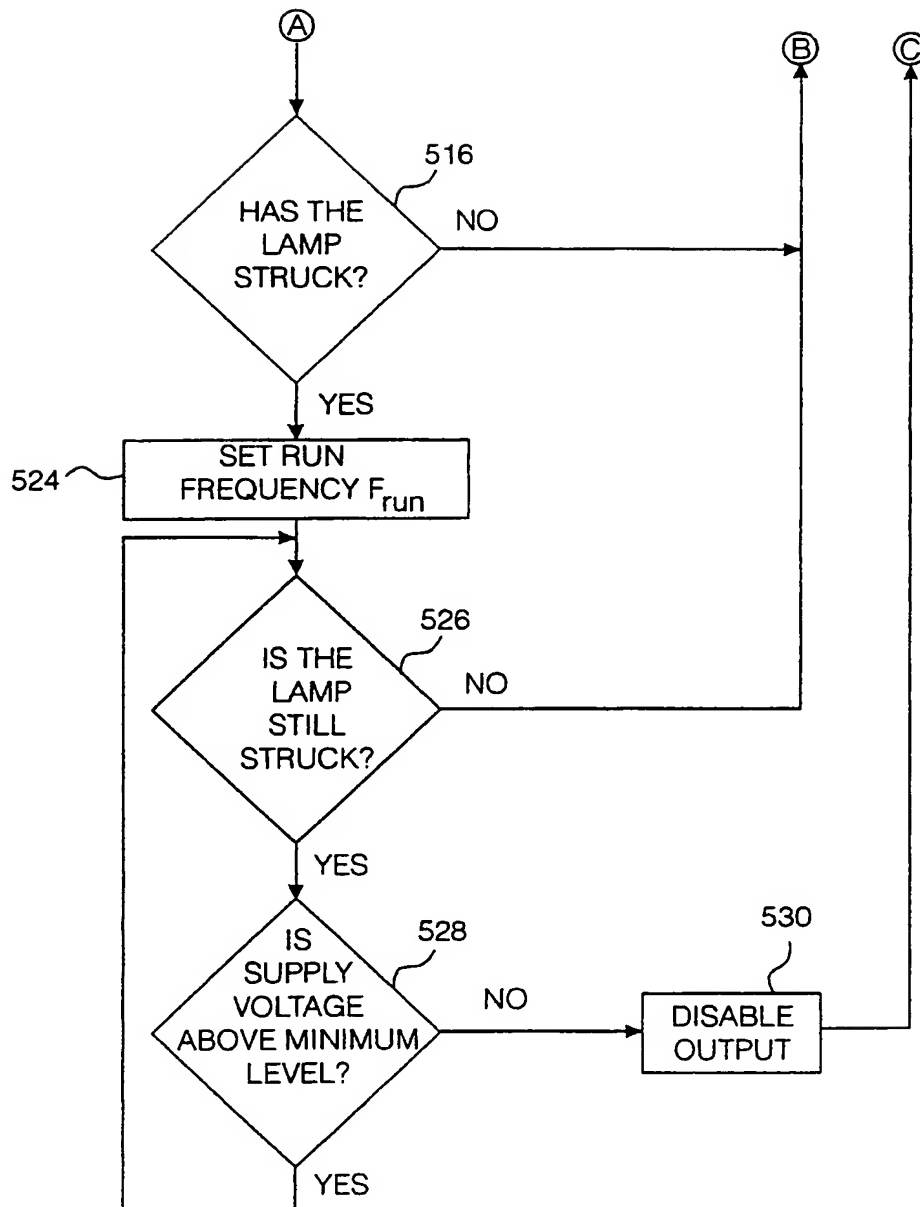 A
B
C
516
HAS THE
LAMP
STRUCK?
NO
YES
524
SET RUN
FREQUENCY Frun
526
IS THE
LAMP
STILL
STRUCK?
NO
YES
528
IS
SUPPLY
VOLTAGE
ABOVE MINIMUM
LEVEL?
NO
530
DISABLE
OUTPUT
YES